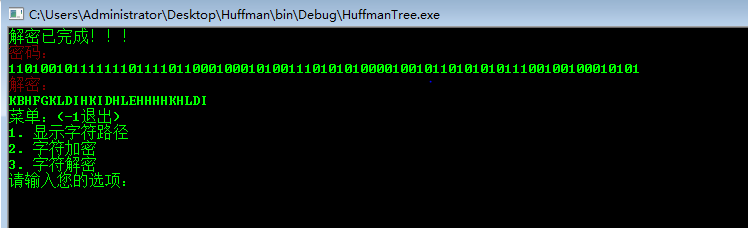 C:\Users\Administrator\Desktop\Huffman\bin\Debug\HuffmanTree.exe
解密已完成！！！
密码：
1101001011111110111101100010001010011101010100001001011010101011100100100010101
解密：
KBHFGKLDIHKIDHLEHHHHKHLDI
菜单：(-1退出)
1. 显示字符路径
2. 字符加密
3. 字符解密
请输入您的选项：